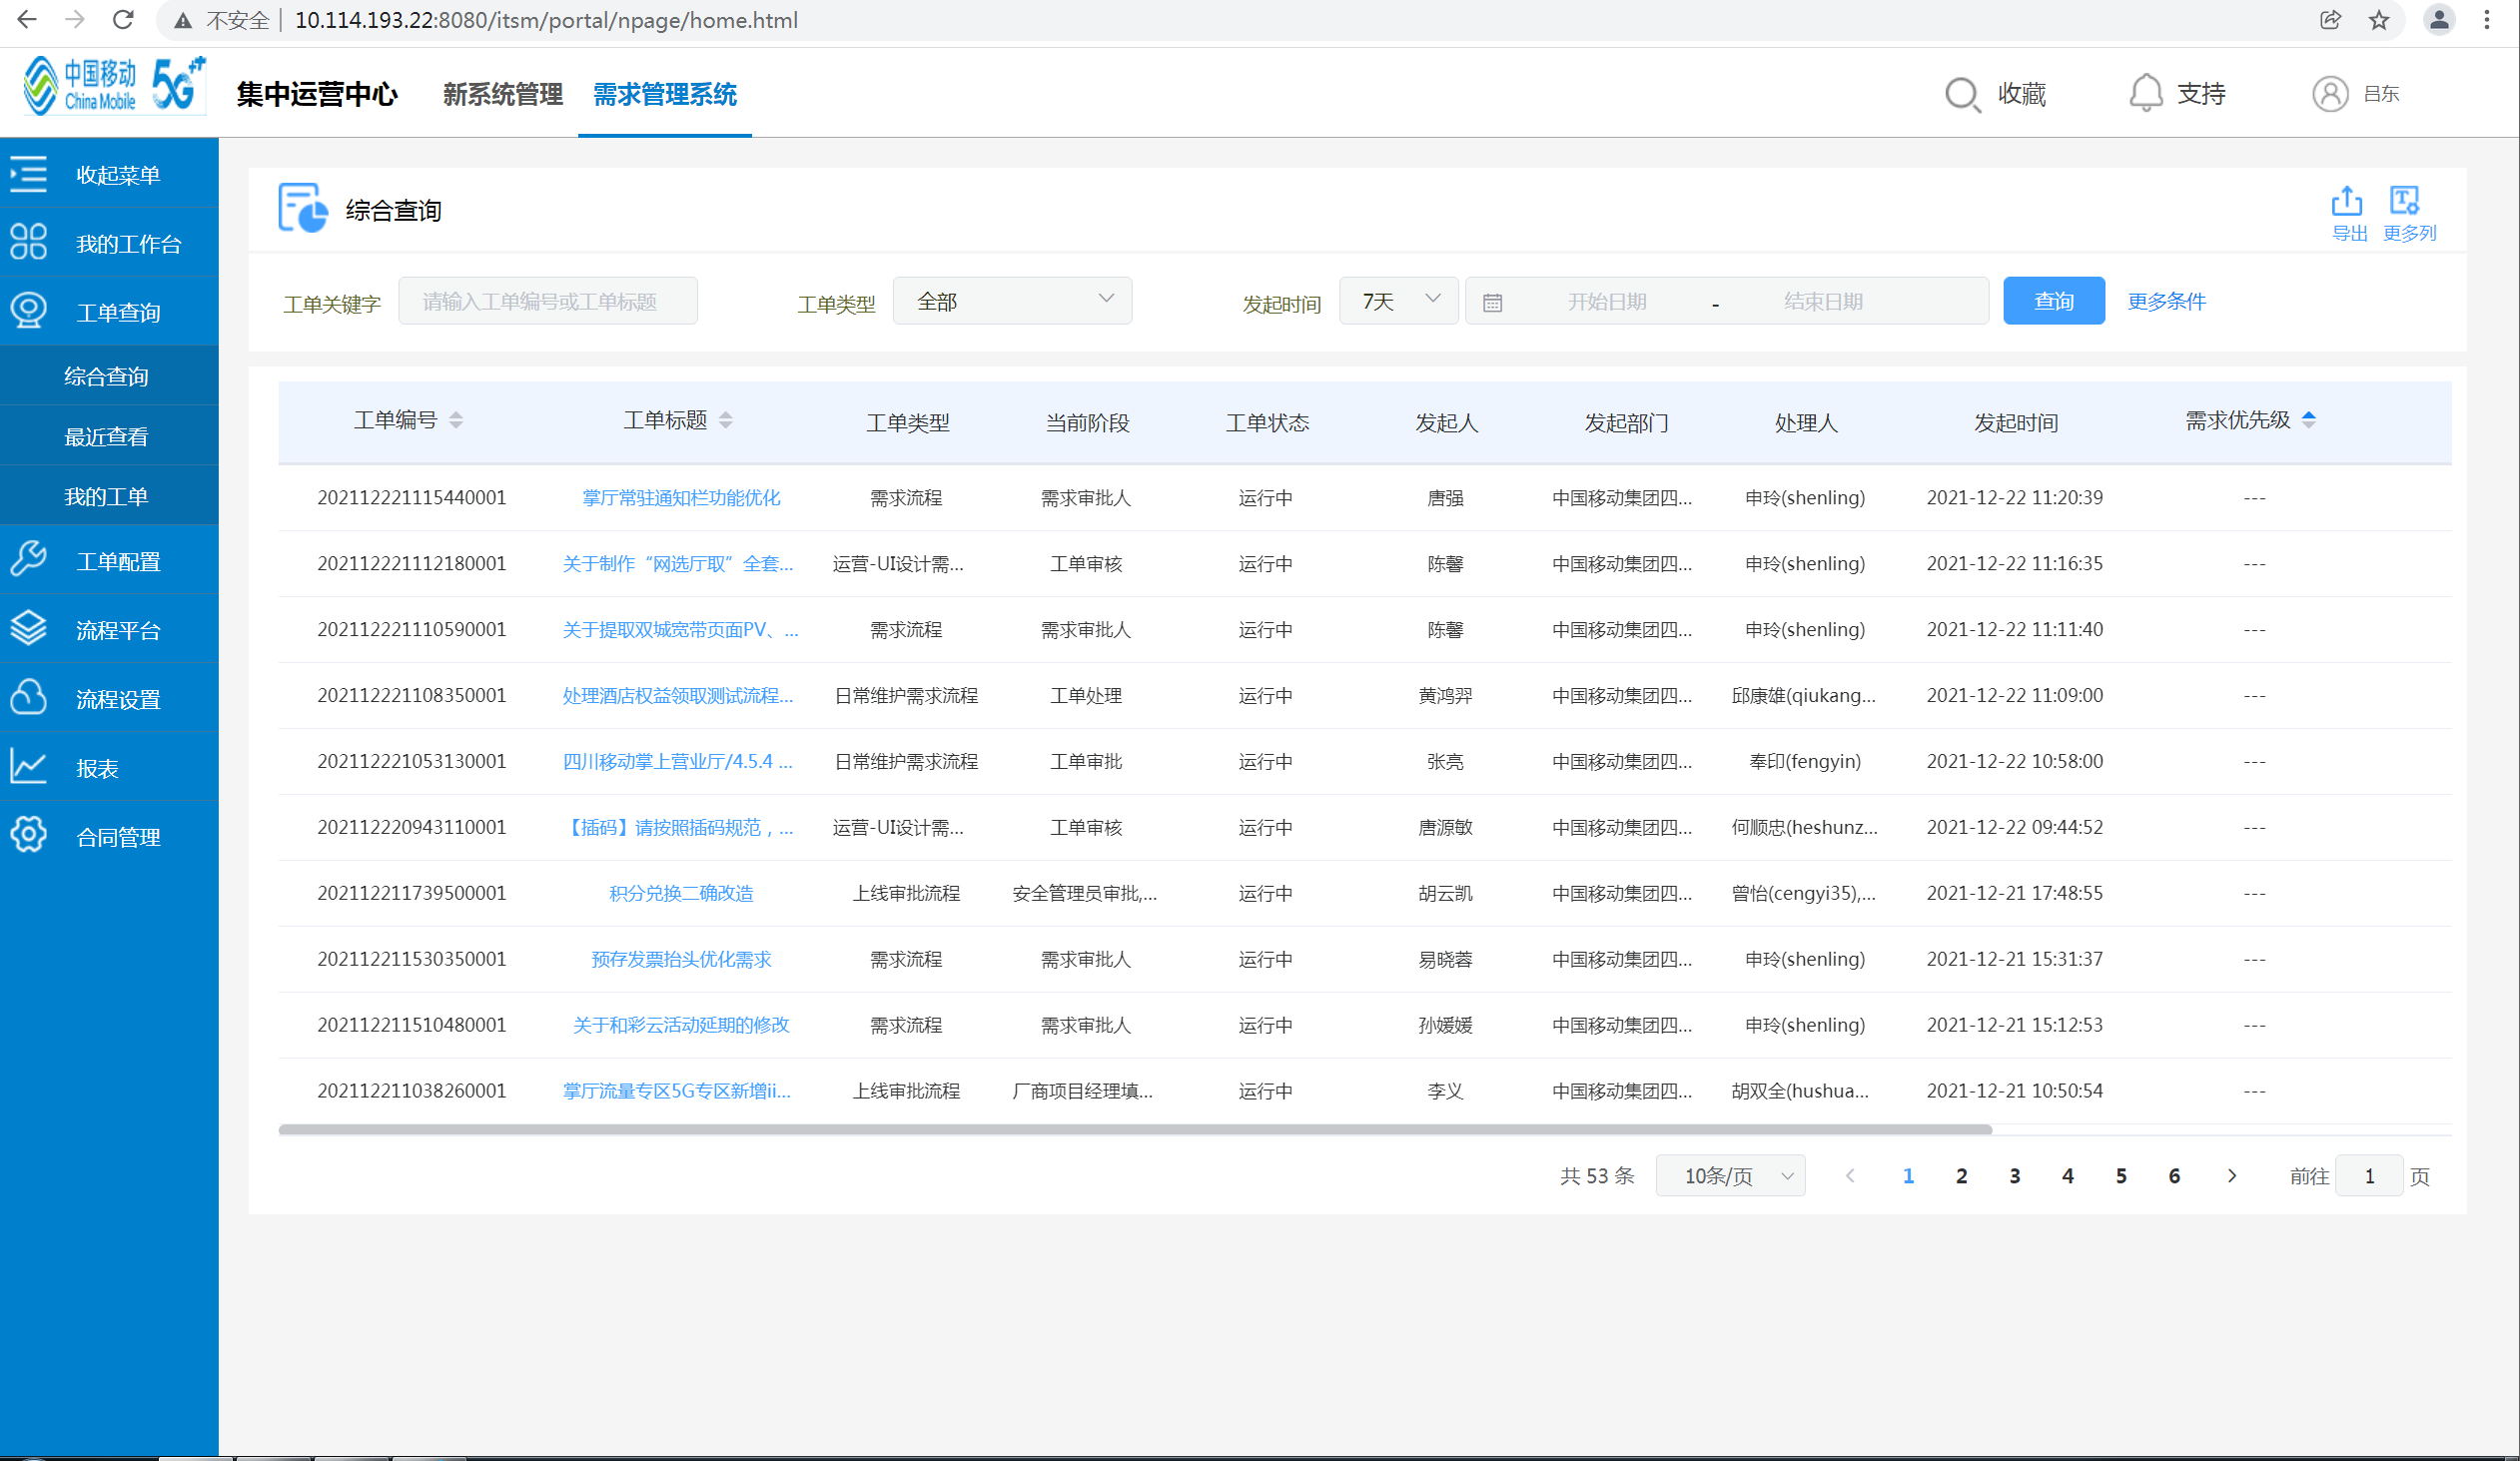 不安全 | 10.114.193.22:8080/itsm/portal/npage/home.html
中国移动 China Mobile 5G++ 集中运营中心 新系统管理 需求管理系统 收藏 支持 吕东
收起菜单
我的工作台
工单查询
综合查询
最近查看
我的工单
工单配置
流程平台
流程设置
报表
合同管理
综合查询 导出 更多列
工单关键字 请输入工单编号或工单标题 工单类型 全部 发起时间 7天 开始日期 - 结束日期 查询 更多条件
工单编号 工单标题 工单类型 当前阶段 工单状态 发起人 发起部门 处理人 发起时间 需求优先级
202112221115440001 掌厅常驻通知栏功能优化 需求流程 需求审批人 运行中 唐强 中国移动集团四... 申玲(shenling) 2021-12-22 11:20:39 ---
202112221112180001 关于制作“网选厅取”全套... 运营-UI设计需... 工单审核 运行中 陈馨 中国移动集团四... 申玲(shenling) 2021-12-22 11:16:35 ---
202112221110590001 关于提取双城宽带页面PV、... 需求流程 需求审批人 运行中 陈馨 中国移动集团四... 申玲(shenling) 2021-12-22 11:11:40 ---
202112221108350001 处理酒店权益领取测试流程... 日常维护需求流程 工单处理 运行中 黄鸿羿 中国移动集团四... 邱康雄(qiukang... 2021-12-22 11:09:00 ---
202112221053130001 四川移动掌上营业厅/4.5.4 ... 日常维护需求流程 工单审批 运行中 张亮 中国移动集团四... 奉印(fengyin) 2021-12-22 10:58:00 ---
202112220943110001 【插码】请按照插码规范，... 运营-UI设计需... 工单审核 运行中 唐源敏 中国移动集团四... 何顺忠(heshunz... 2021-12-22 09:44:52 ---
202112211739500001 积分兑换二确改造 上线审批流程 安全管理员审批,... 运行中 胡云凯 中国移动集团四... 曾怡(cengyi35),... 2021-12-21 17:48:55 ---
202112211530350001 预存发票抬头优化需求 需求流程 需求审批人 运行中 易晓蓉 中国移动集团四... 申玲(shenling) 2021-12-21 15:31:37 ---
202112211510480001 关于和彩云活动延期的修改 需求流程 需求审批人 运行中 孙媛媛 中国移动集团四... 申玲(shenling) 2021-12-21 15:12:53 ---
202112211038260001 掌厅流量专区5G专区新增ii... 上线审批流程 厂商项目经理填... 运行中 李义 中国移动集团四... 胡双全(hushua... 2021-12-21 10:50:54 ---
共 53 条 10条/页 1 2 3 4 5 6 前往 1 页